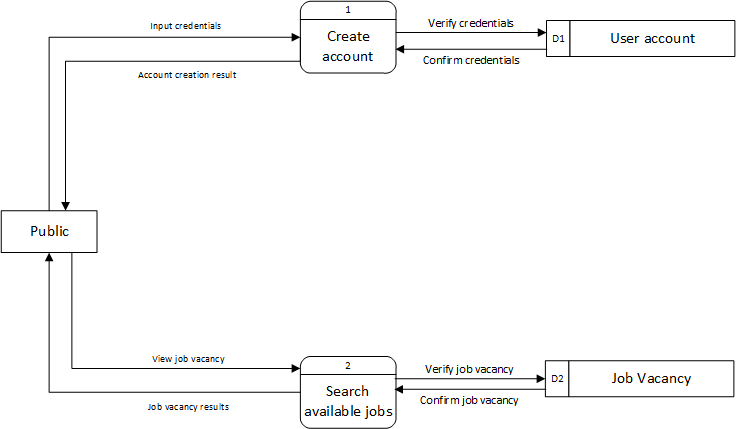 1
Input credentials
Verify credentials
Create
account
D1
User account
Confirm credentials
Account creation result
Public
View job vacancy
2
Verify job vacancy
Search
available jobs
D2
Job Vacancy
Confirm job vacancy
Job vacancy results